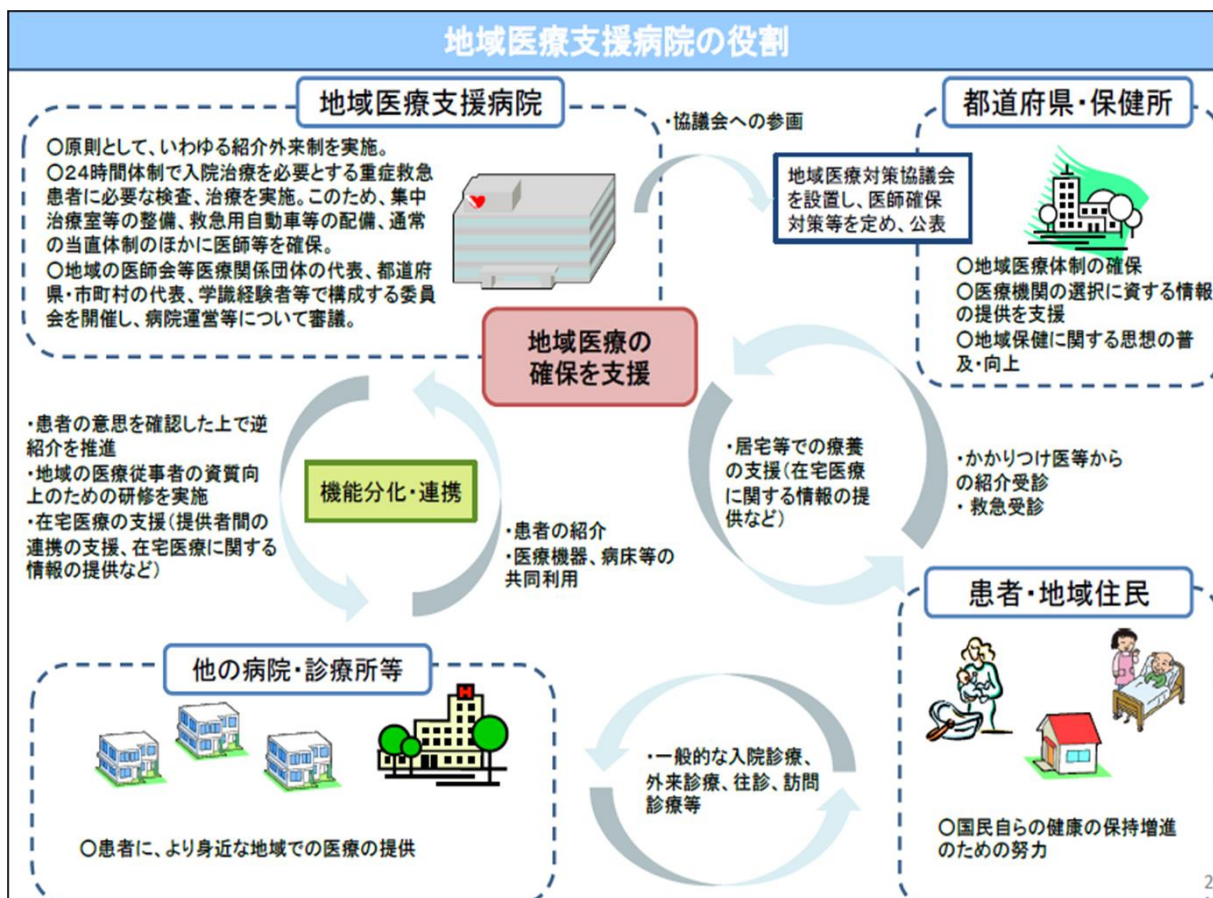 地域医療支援病院の役割
地域医療支援病院
〇原則として、いわゆる紹介外来制を実施。
〇24時間体制で入院治療を必要とする重症救急
患者に必要な検査、治療を実施。このため、集中
治療室等の整備、救急用自動車等の配備、通常
の当直体制のほかに医師等を確保。
〇地域の医師会等医療関係団体の代表、都道府
県・市町村の代表、学識経験者等で構成する委員
会を開催し、病院運営等について審議。
・協議会への参画
都道府県・保健所
地域医療対策協議会
を設置し、医師確保
対策等を定め、公表
〇地域医療体制の確保
〇医療機関の選択に資する情報
の提供を支援
〇地域保健に関する思想の普
及・向上
地域医療の
確保を支援
・患者の意思を確認した上で逆
紹介を推進
・地域の医療従事者の資質向
上のための研修を実施
・在宅医療の支援(提供者間の
連携の支援、在宅医療に関する
情報の提供など)
機能分化・連携
・患者の紹介
・医療機器、病床等の
共同利用
・居宅等での療養
の支援(在宅医療
に関する情報の提
供など)
・かかりつけ医等から
の紹介受診
・救急受診
他の病院・診療所等
H
〇患者に、より身近な地域での医療の提供
・一般的な入院診療、
外来診療、往診、訪問
診療等
患者・地域住民
〇国民自らの健康の保持増進
のための努力
2